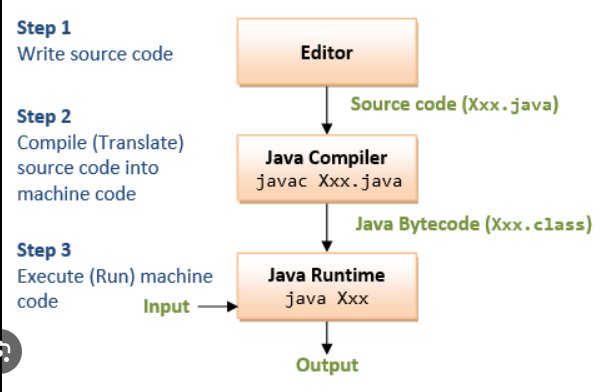 Step 1
Write source code
Editor
Source code (Xxx.java)
Step 2
Compile (Translate)
source code into
machine code
Java Compiler
javac Xxx.java
Java Bytecode (Xxx.class)
Step 3
Execute (Run) machine
code
Java Runtime
java Xxx
Input
Output